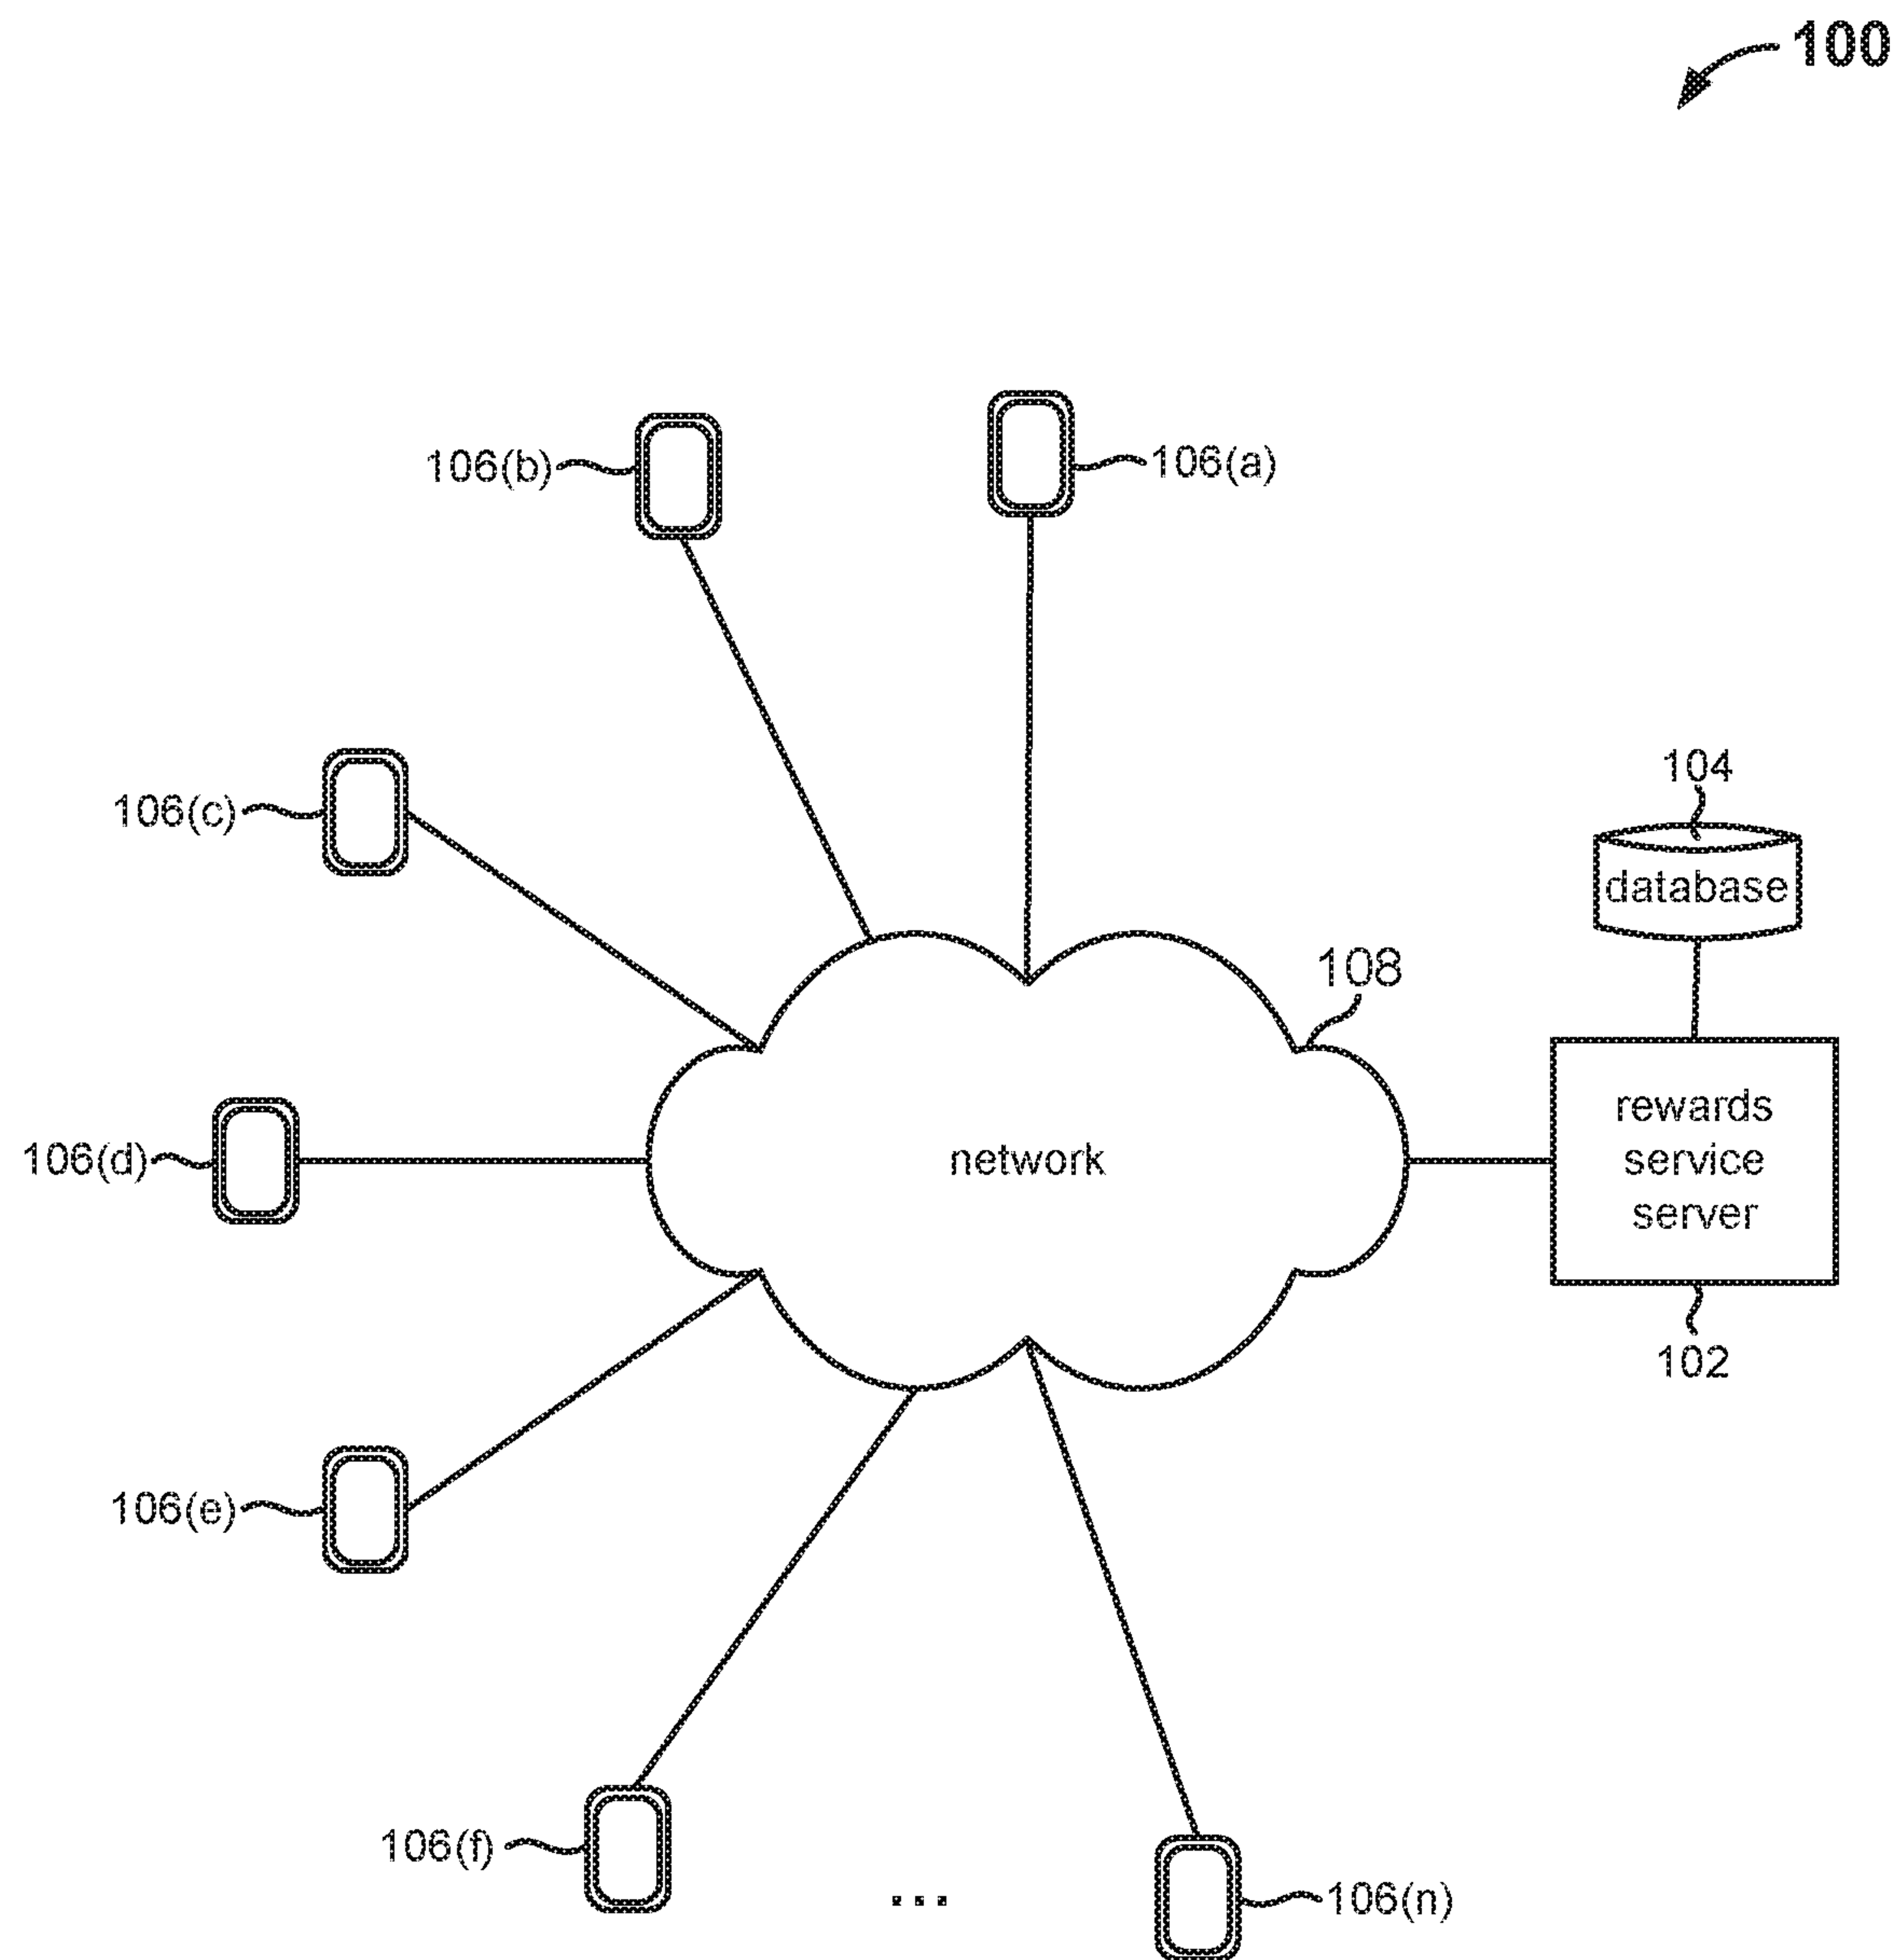 100
106(b)
106(a)
106(c)
104
database
108
rewards
service
server
106(d)
network
102
106(e)
106(f)
...
106(n)